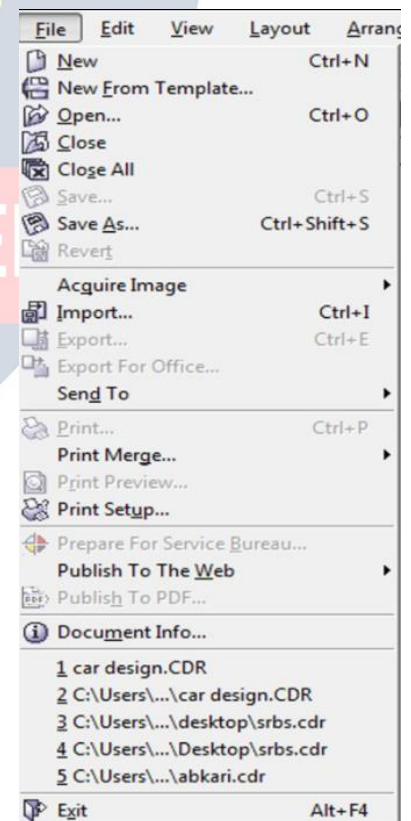 File Edit View Layout Arrang
New Ctrl+N
New From Template...
Open... Ctrl+O
Close
Close All
Save... Ctrl+S
Save As... Ctrl+Shift+S
Revert
Acquire Image
Import... Ctrl+I
Export... Ctrl+E
Export For Office...
Send To
Print... Ctrl+P
Print Merge...
Print Preview...
Print Setup...
Prepare For Service Bureau...
Publish To The Web
Publish To PDF...
Document Info...
1 car design.CDR
2 C:\Users\...\car design.CDR
3 C:\Users\...\desktop\srbs.cdr
4 C:\Users\...\Desktop\srbs.cdr
5 C:\Users\...\abkari.cdr
Exit Alt+F4